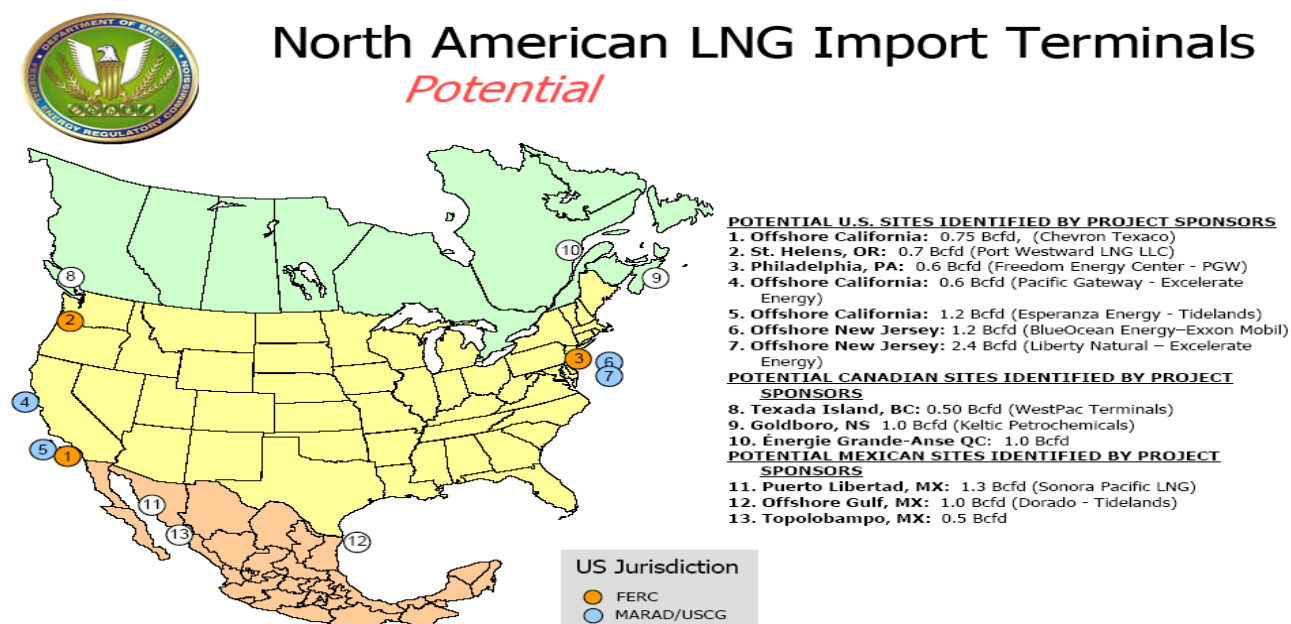 DEPARTMENT OF ENERGY
FEDERAL ENERGY REGULATORY COMMISSION
North American LNG Import Terminals
Potential
POTENTIAL U.S. SITES IDENTIFIED BY PROJECT SPONSORS
1. Offshore California: 0.75 Bcfd, (Chevron Texaco)
2. St. Helens, OR: 0.7 Bcfd (Port Westward LNG LLC)
3. Philadelphia, PA: 0.6 Bcfd (Freedom Energy Center - PGW)
4. Offshore California: 0.6 Bcfd (Pacific Gateway - Excelerate
Energy)
5. Offshore California: 1.2 Bcfd (Esperanza Energy - Tidelands)
6. Offshore New Jersey: 1.2 Bcfd (BlueOcean Energy–Exxon Mobil)
7. Offshore New Jersey: 2.4 Bcfd (Liberty Natural – Excelerate
Energy)
POTENTIAL CANADIAN SITES IDENTIFIED BY PROJECT
SPONSORS
8. Texada Island, BC: 0.50 Bcfd (WestPac Terminals)
9. Goldboro, NS 1.0 Bcfd (Keltic Petrochemicals)
10. Énergie Grande-Anse QC: 1.0 Bcfd
POTENTIAL MEXICAN SITES IDENTIFIED BY PROJECT
SPONSORS
11. Puerto Libertad, MX: 1.3 Bcfd (Sonora Pacific LNG)
12. Offshore Gulf, MX: 1.0 Bcfd (Dorado - Tidelands)
13. Topolobampo, MX: 0.5 Bcfd
10
8
9
2
3
6
7
4
5
1
11
13
12
US Jurisdiction
FERC
MARAD/USCG